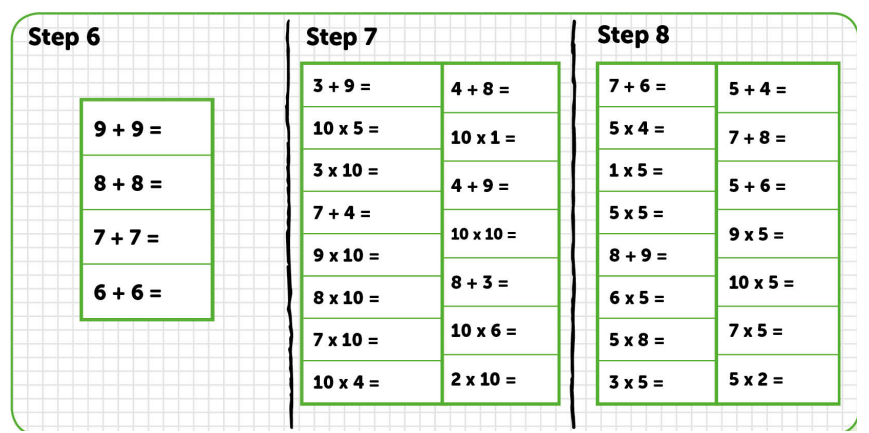 Step 6
9 + 9 =
8 + 8 =
7 + 7 =
6 + 6 =
Step 7
3 + 9 =
10 x 5 =
3 x 10 =
7 + 4 =
9 x 10 =
8 x 10 =
7 x 10 =
10 x 4 =
4 + 8 =
10 x 1 =
4 + 9 =
10 x 10 =
8 + 3 =
10 x 6 =
2 x 10 =
Step 8
7 + 6 =
5 x 4 =
1 x 5 =
5 x 5 =
8 + 9 =
6 x 5 =
5 x 8 =
3 x 5 =
5 + 4 =
7 + 8 =
5 + 6 =
9 x 5 =
10 x 5 =
7 x 5 =
5 x 2 =